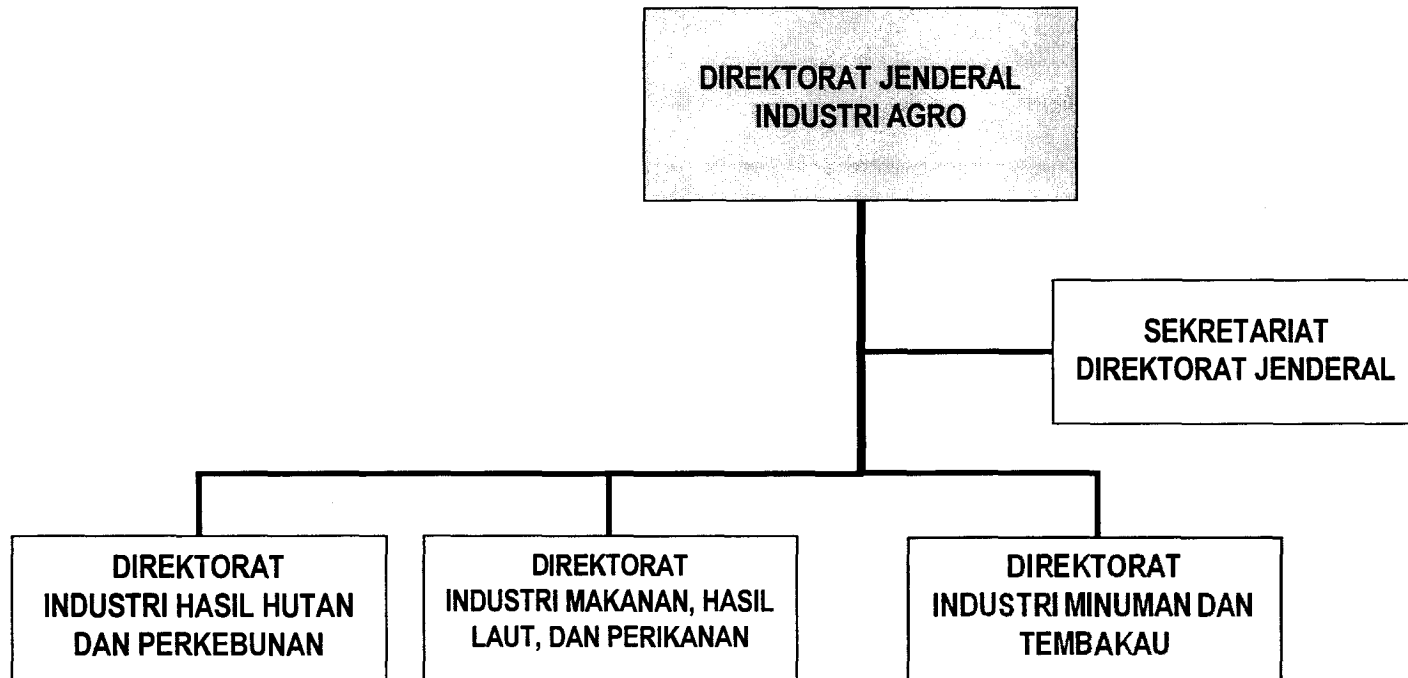 DIREKTORAT JENDERAL
INDUSTRI AGRO
SEKRETARIAT
DIREKTORAT JENDERAL
DIREKTORAT
INDUSTRI HASIL HUTAN
DAN PERKEBUNAN
DIREKTORAT
INDUSTRI MAKANAN, HASIL
LAUT, DAN PERIKANAN
DIREKTORAT
INDUSTRI MINUMAN DAN
TEMBAKAU